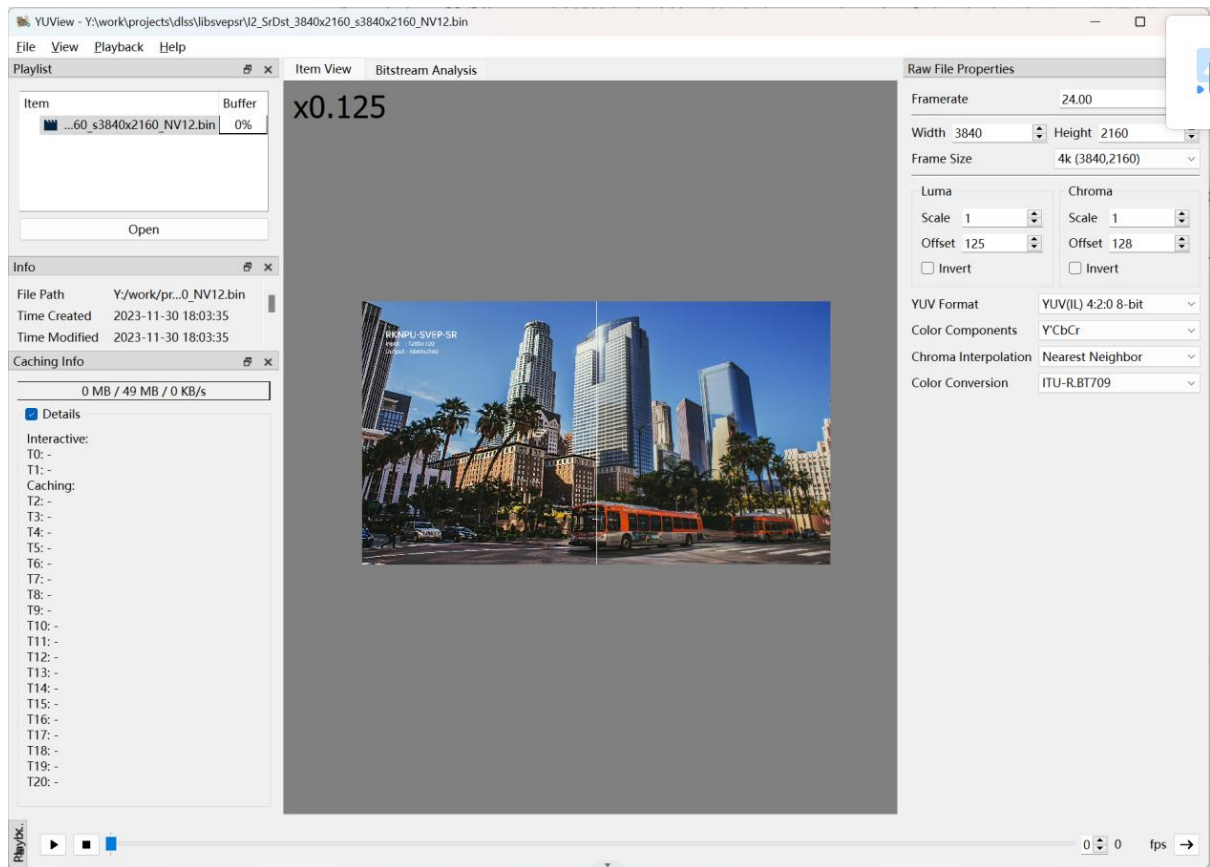 YUView - Y:\work\projects\dlss\libsvepsr\I2_SrDst_3840x2160_s3840x2160_NV12.bin
File View Playback Help
Playlist
Item Buffer
...60_s3840x2160_NV12.bin 0%
Open
Info
File Path Y:/work/pr...0_NV12.bin
Time Created 2023-11-30 18:03:35
Time Modified 2023-11-30 18:03:35
Caching Info
0 MB / 49 MB / 0 KB/s
Details
Interactive:
T0: -
T1: -
Caching:
T2: -
T3: -
T4: -
T5: -
T6: -
T7: -
T8: -
T9: -
T10: -
T11: -
T12: -
T13: -
T14: -
T15: -
T16: -
T17: -
T18: -
T19: -
T20: -
Item View Bitstream Analysis
x0.125
RKNPU-SVEP-SR
Input : 1280x720
Output : 3840x2160
Raw File Properties
Framerate 24.00
Width 3840 Height 2160
Frame Size 4k (3840,2160)
Luma Chroma
Scale 1 Scale 1
Offset 125 Offset 128
Invert Invert
YUV Format YUV(IL) 4:2:0 8-bit
Color Components Y'CbCr
Chroma Interpolation Nearest Neighbor
Color Conversion ITU-R.BT709
0 0 fps